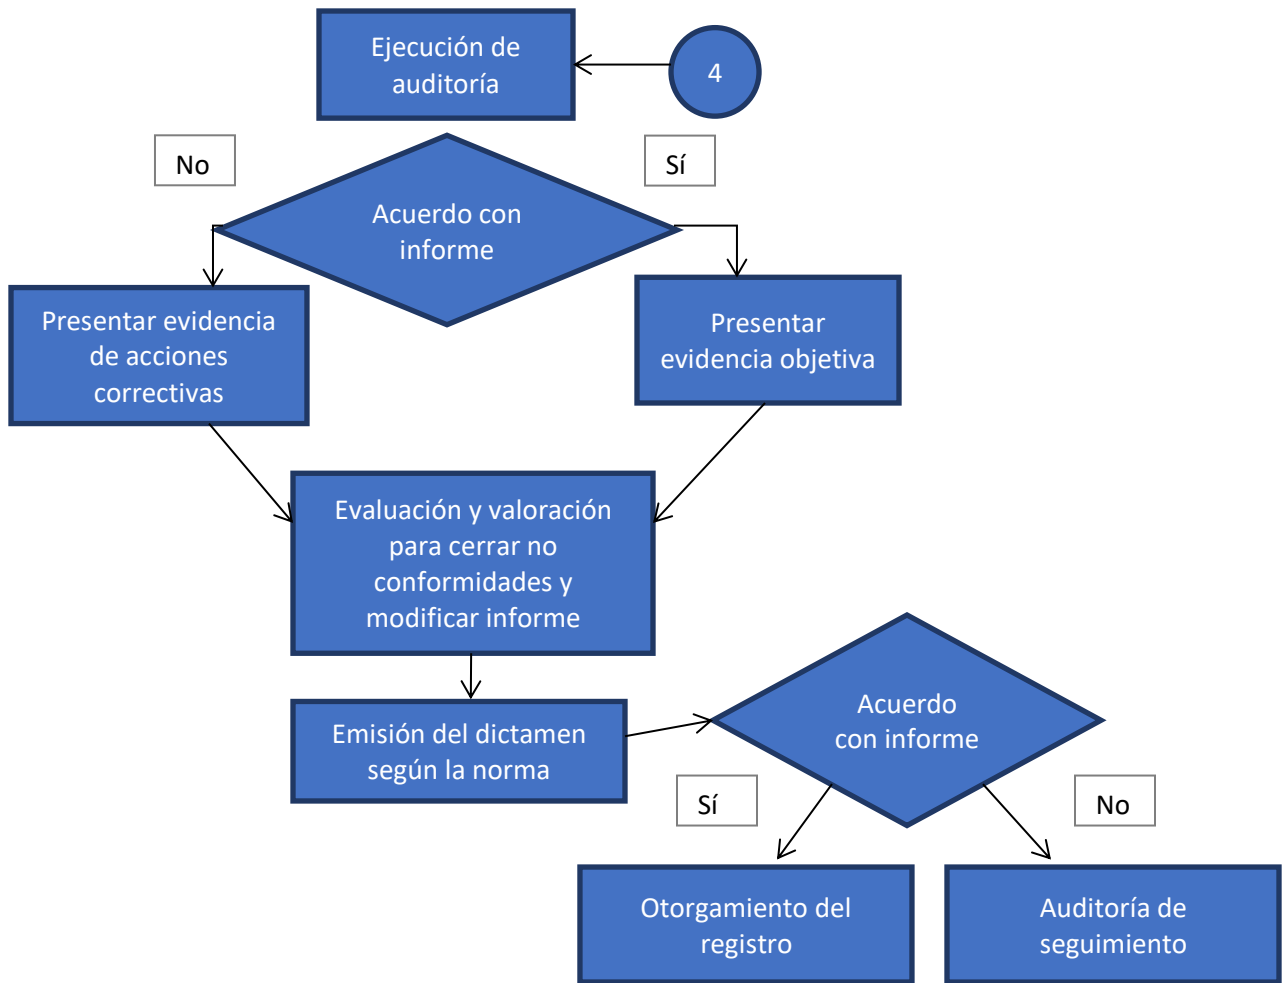 Ejecución de
auditoría
4
No
Sí
Acuerdo con
informe
Presentar evidencia
de acciones
correctivas
Presentar
evidencia objetiva
Evaluación y valoración
para cerrar no
conformidades y
modificar informe
Emisión del dictamen
según la norma
Acuerdo
con informe
Sí
No
Otorgamiento del
registro
Auditoría de
seguimiento